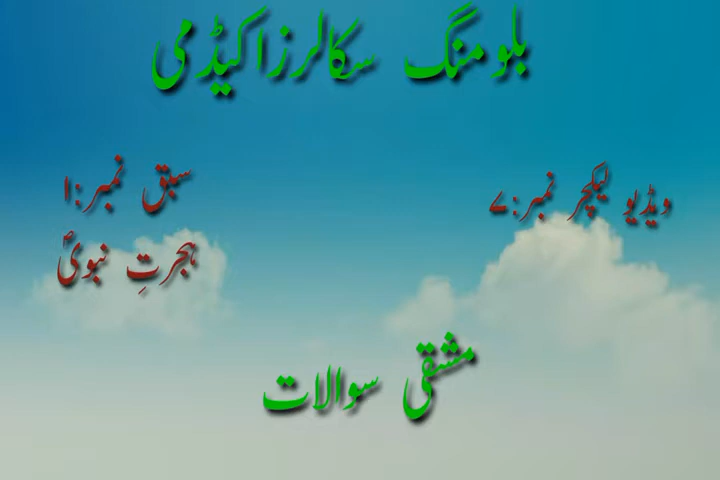 بلومنگ سکالرز اکیڈمی
ویڈیو لیکچر نمبر:۷
سبق نمبر:۱
ہجرتِ نبویؐ
مشقی سوالات